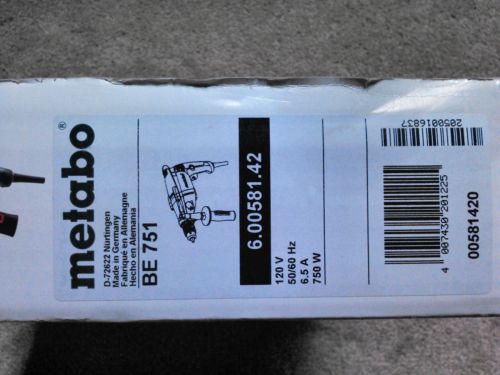 metabo®
D-72622 Nürtingen
Made in Germany
Fabriqué en Allemagne
Hecho en Alemania
BE 751
6.00581.42
120 V
50/60 Hz
6.5 A
750 W
2050016837
4 007430 201225
00581420